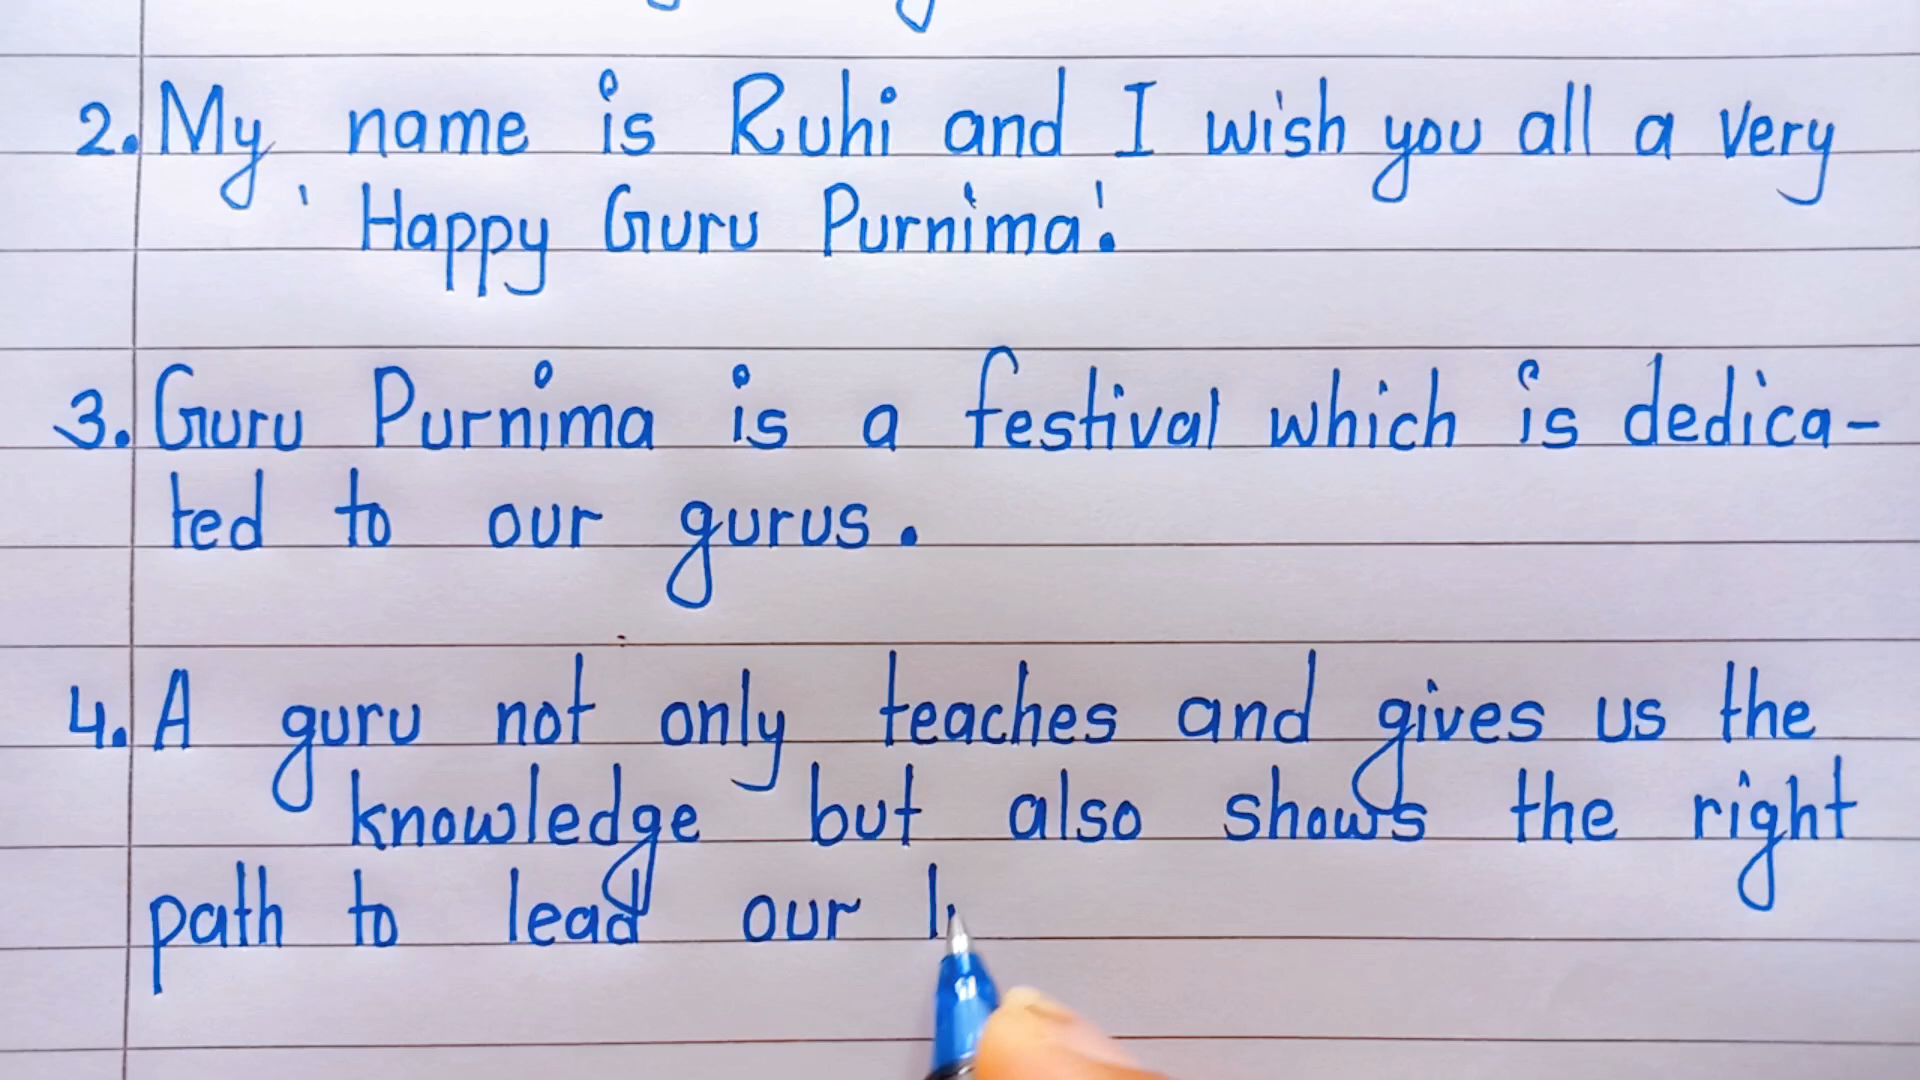 2. My name is Ruhi and I wish you all a very
'Happy Guru Purnima'.
3. Guru Purnima is a festival which is dedica-
ted to our gurus.
4. A guru not only teaches and gives us the
knowledge but also shows the right
path to lead our